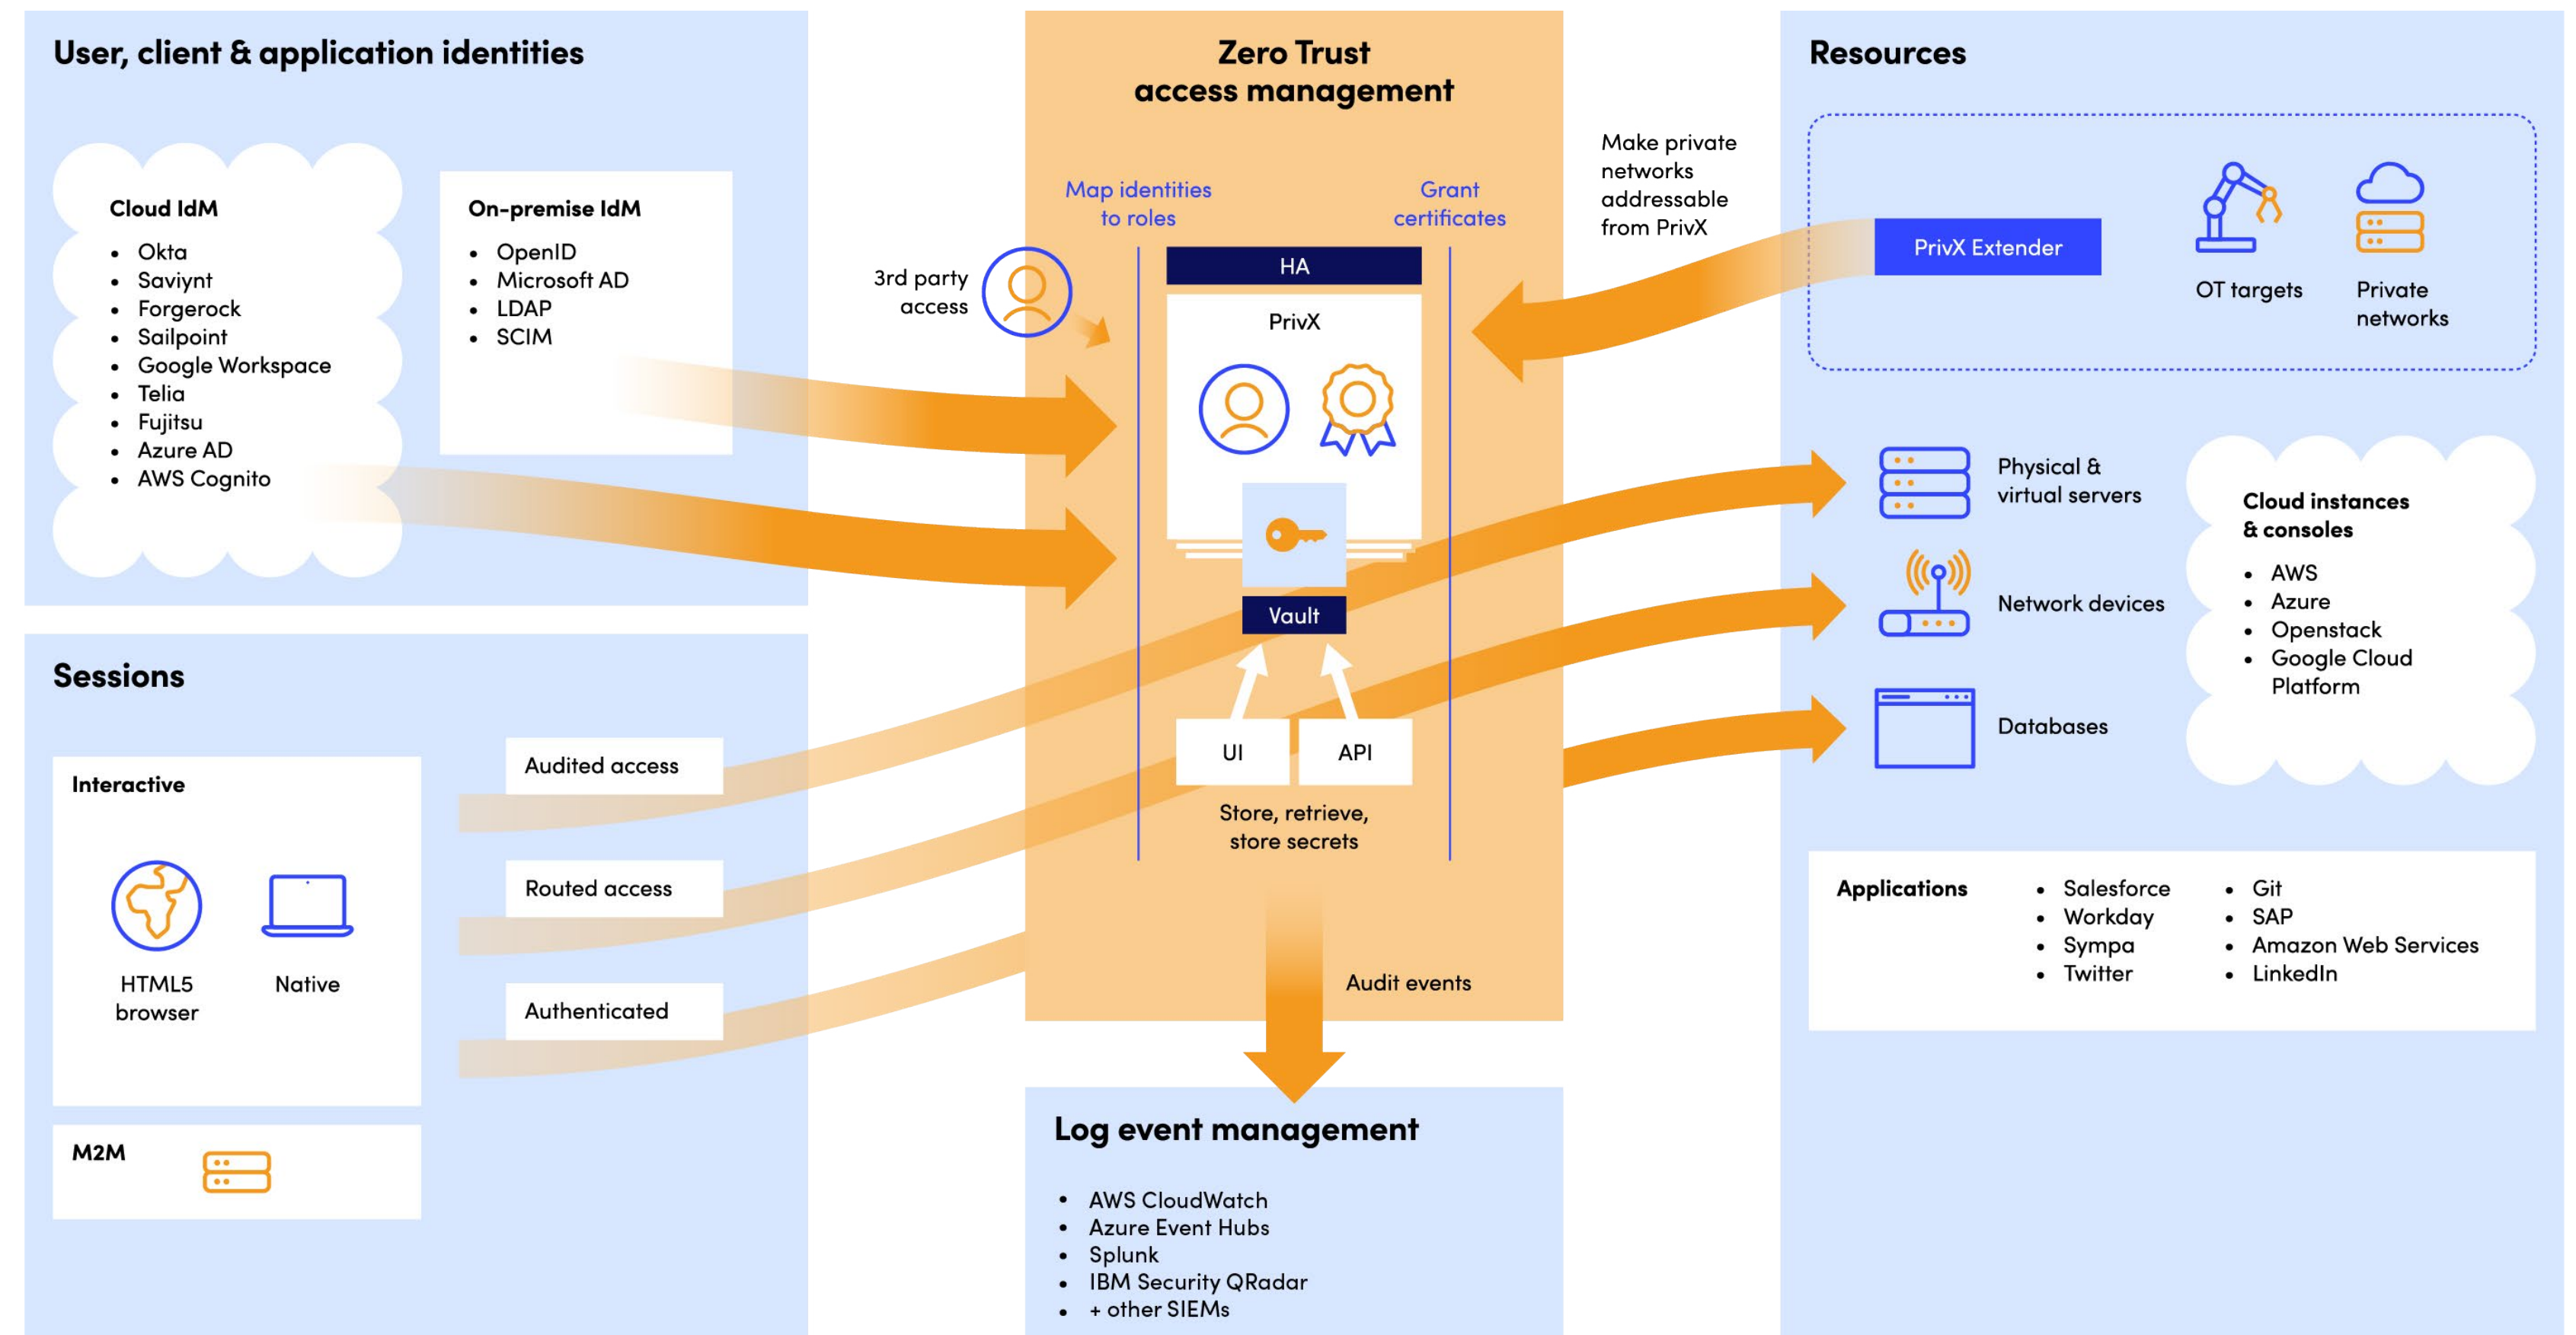 User, client & application identities
Cloud IdM
• Okta
• Saviynt
• Forgerock
• Sailpoint
• Google Workspace
• Telia
• Fujitsu
• Azure AD
• AWS Cognito
On-premise IdM
• OpenID
• Microsoft AD
• LDAP
• SCIM
Sessions
Interactive
HTML5
browser
Native
M2M
Audited access
Routed access
Authenticated
3rd party
access
Zero Trust
access management
Map identities
to roles
Grant
certificates
HA
PrivX
Vault
UI
API
Store, retrieve,
store secrets
Audit events
Log event management
• AWS CloudWatch
• Azure Event Hubs
• Splunk
• IBM Security QRadar
• + other SIEMs
Make private
networks
addressable
from PrivX
Resources
PrivX Extender
OT targets
Private
networks
Physical &
virtual servers
Network devices
Databases
Cloud instances
& consoles
• AWS
• Azure
• Openstack
• Google Cloud
Platform
Applications
• Salesforce
• Workday
• Sympa
• Twitter
• Git
• SAP
• Amazon Web Services
• LinkedIn